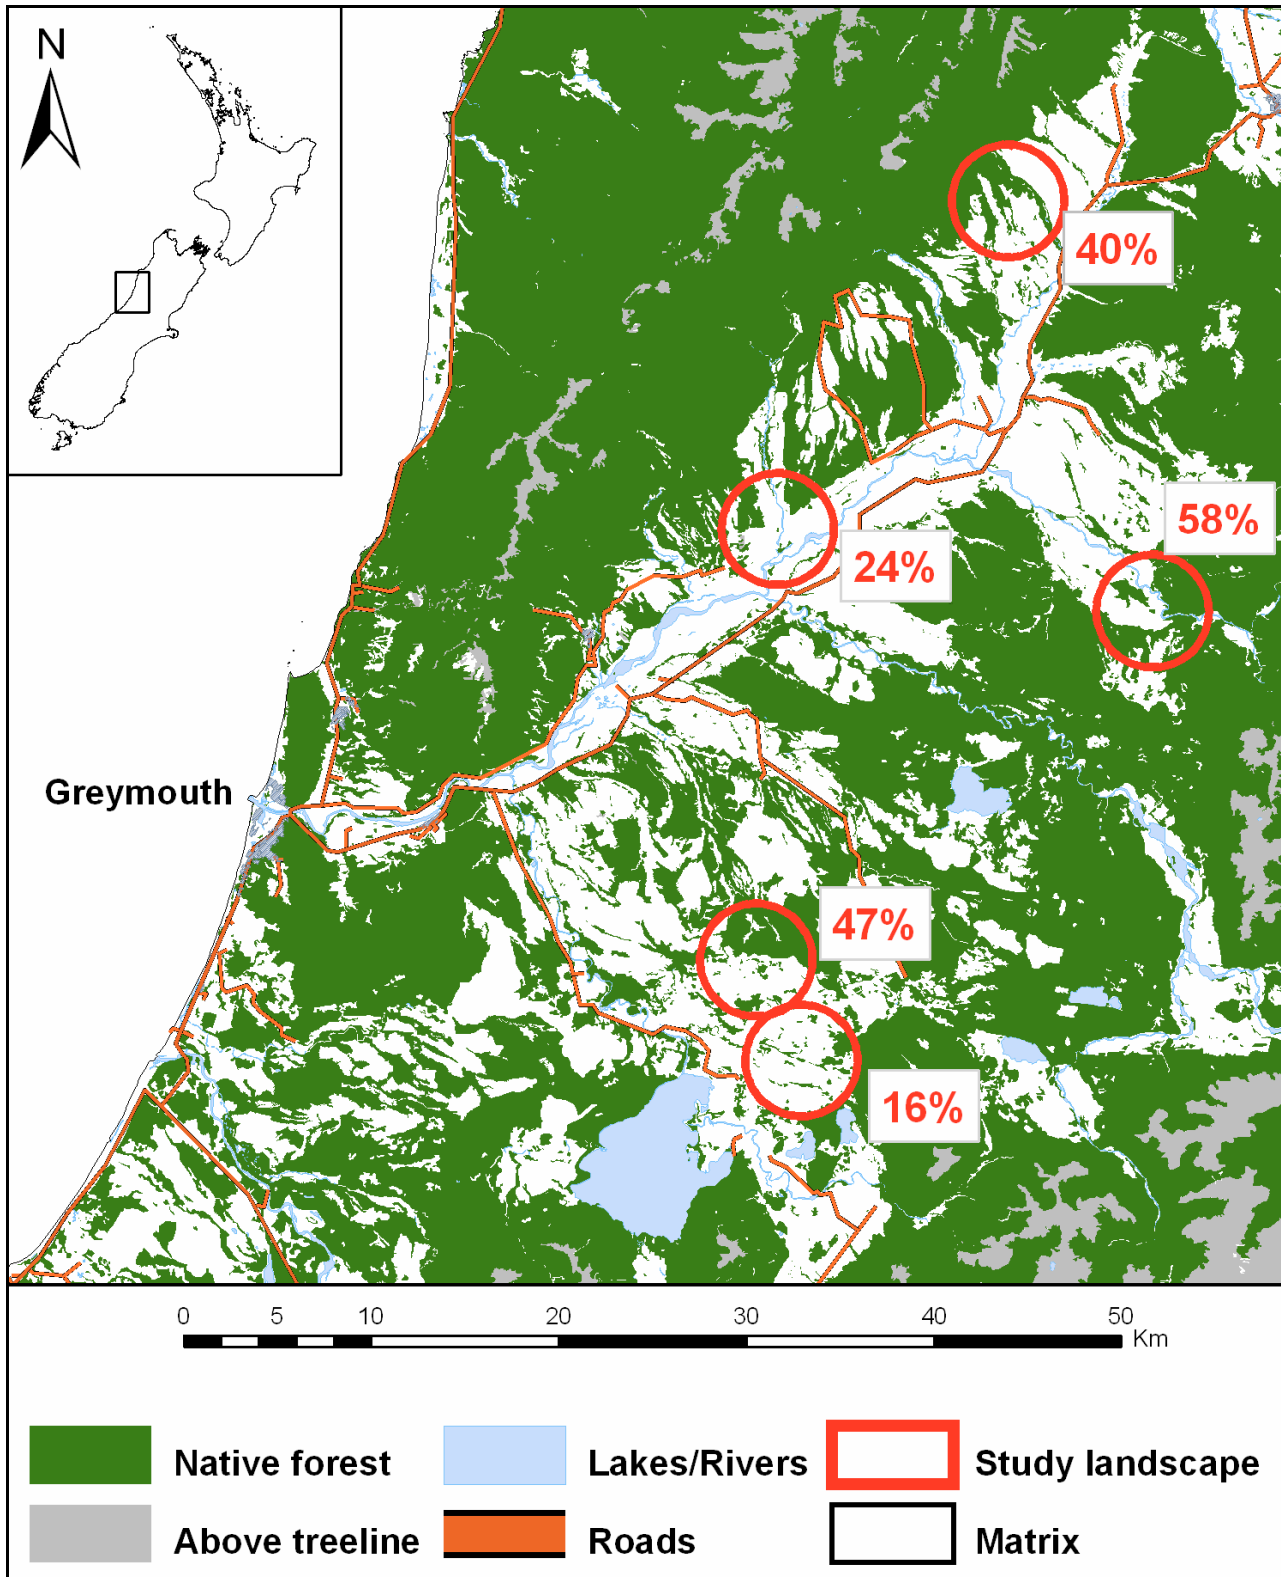 N
40%
58%
24%
Greymouth
47%
16%
0 5 10 20 30 40 50
Km
Native forest Lakes/Rivers Study landscape
Above treeline Roads Matrix